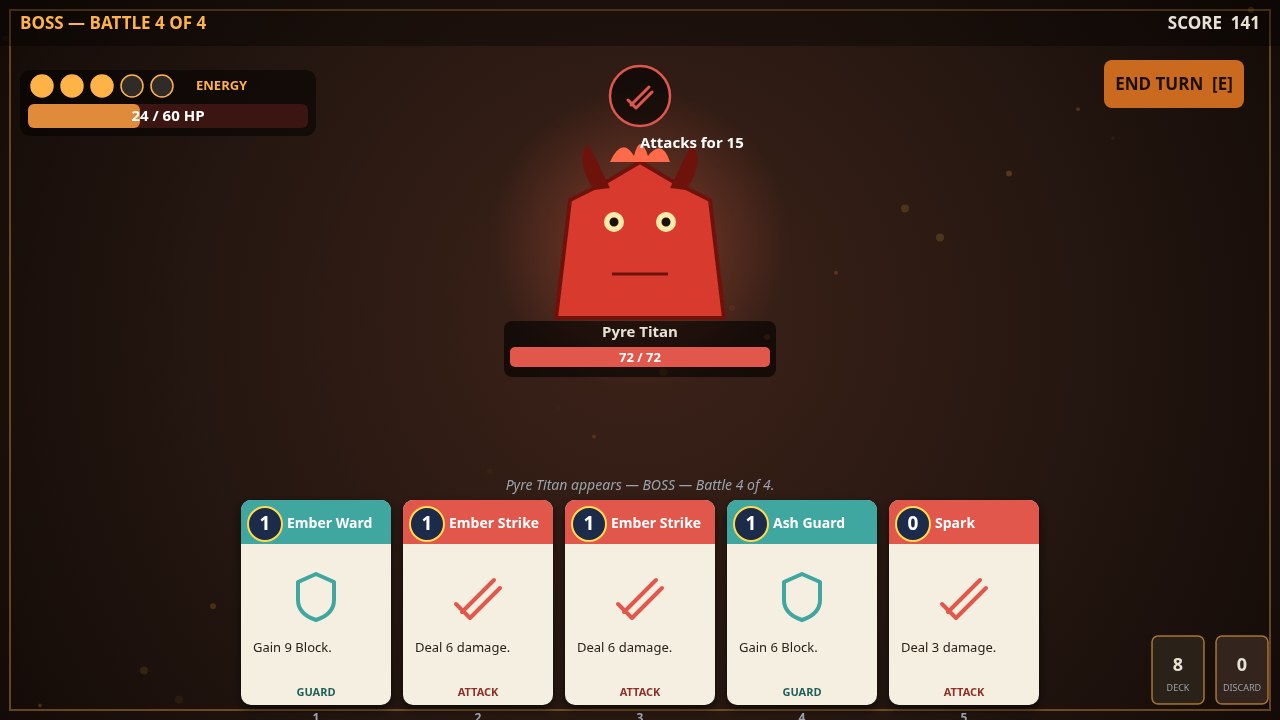 BOSS — BATTLE 4 OF 4
SCORE 141
ENERGY
24 / 60 HP
END TURN [E]
Attacks for 15
Pyre Titan
72 / 72
Pyre Titan appears — BOSS — Battle 4 of 4.
1 Ember Ward
Gain 9 Block.
GUARD
1
1 Ember Strike
Deal 6 damage.
ATTACK
2
1 Ember Strike
Deal 6 damage.
ATTACK
3
1 Ash Guard
Gain 6 Block.
GUARD
4
0 Spark
Deal 3 damage.
ATTACK
5
8
DECK
0
DISCARD